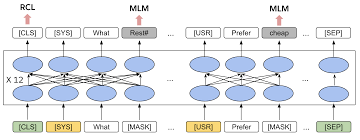 RCL MLM MLM
[CLS] [SYS] What Rest# ... [USR] Prefer cheap ... [SEP]
X 12
... ...
[CLS] [SYS] What [MASK] ... [USR] Prefer [MASK] ... [SEP]